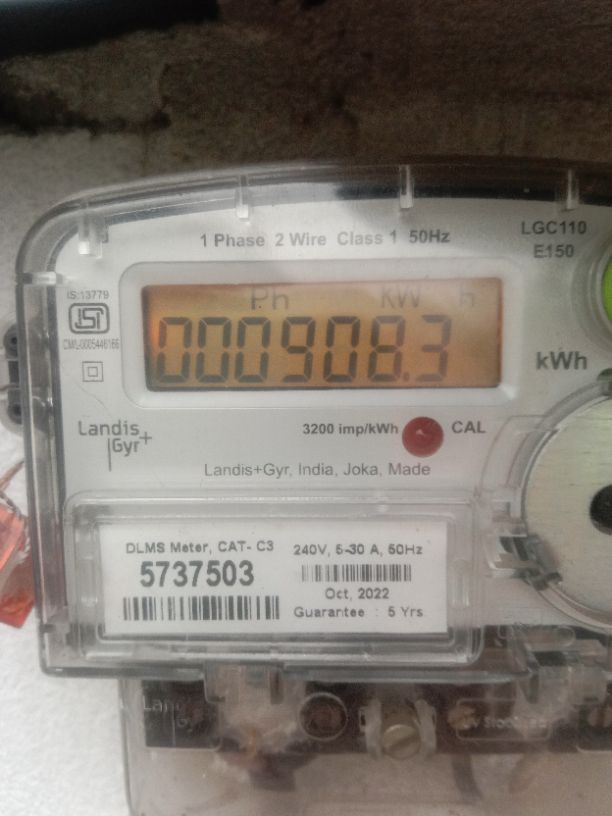 1 Phase 2 Wire Class 1 50Hz
LGC110
E150
IS:13779
Ph kW h
000908.3
CM/L-0005446166
kWh
Landis
Gyr+
3200 imp/kWh
CAL
Landis+Gyr, India, Joka, Made
DLMS Meter, CAT- C3
5737503
240V, 5-30 A, 50Hz
Oct, 2022
Guarantee : 5 Yrs.